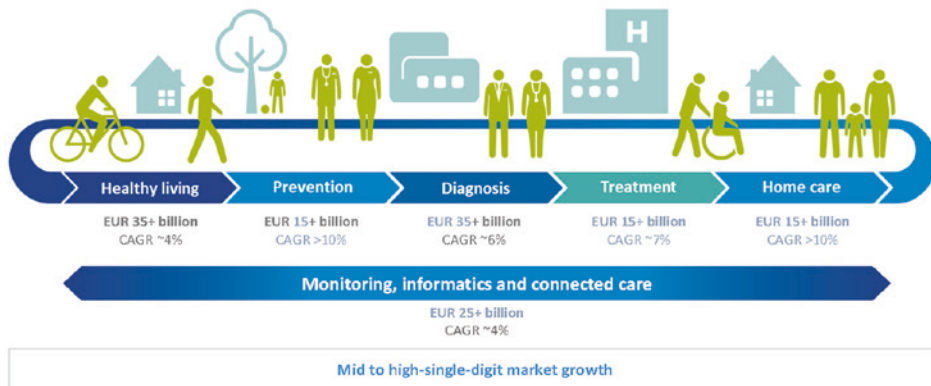 H
Healthy living
Prevention
Diagnosis
Treatment
Home care
EUR 35+ billion
CAGR ~4%
EUR 15+ billion
CAGR >10%
EUR 35+ billion
CAGR ~6%
EUR 15+ billion
CAGR ~7%
EUR 15+ billion
CAGR >10%
Monitoring, informatics and connected care
EUR 25+ billion
CAGR ~4%
Mid to high-single-digit market growth